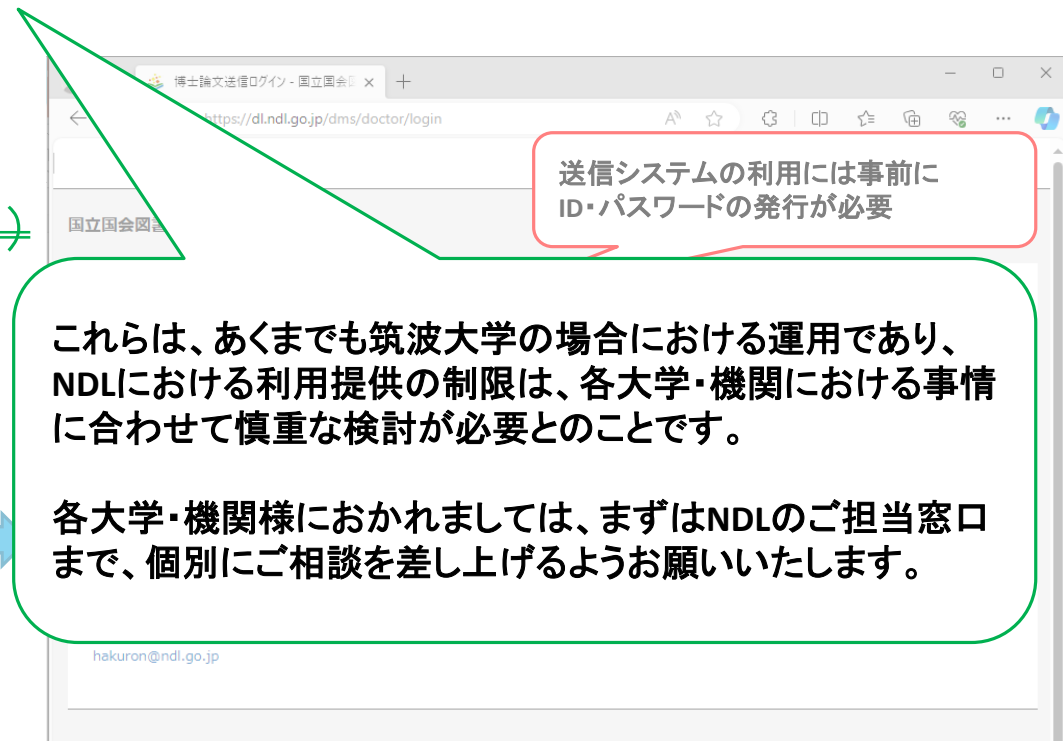 博士論文送信ログイン - 国立国会図
https://dl.ndl.go.jp/dms/doctor/login
送信システムの利用には事前に
ID・パスワードの発行が必要
国立国会図書
これらは、あくまでも筑波大学の場合における運用であり、
NDLにおける利用提供の制限は、各大学・機関における事情
に合わせて慎重な検討が必要とのことです。
各大学・機関様におかれましては、まずはNDLのご担当窓口
まで、個別にご相談を差し上げるようお願いいたします。
hakuron@ndl.go.jp